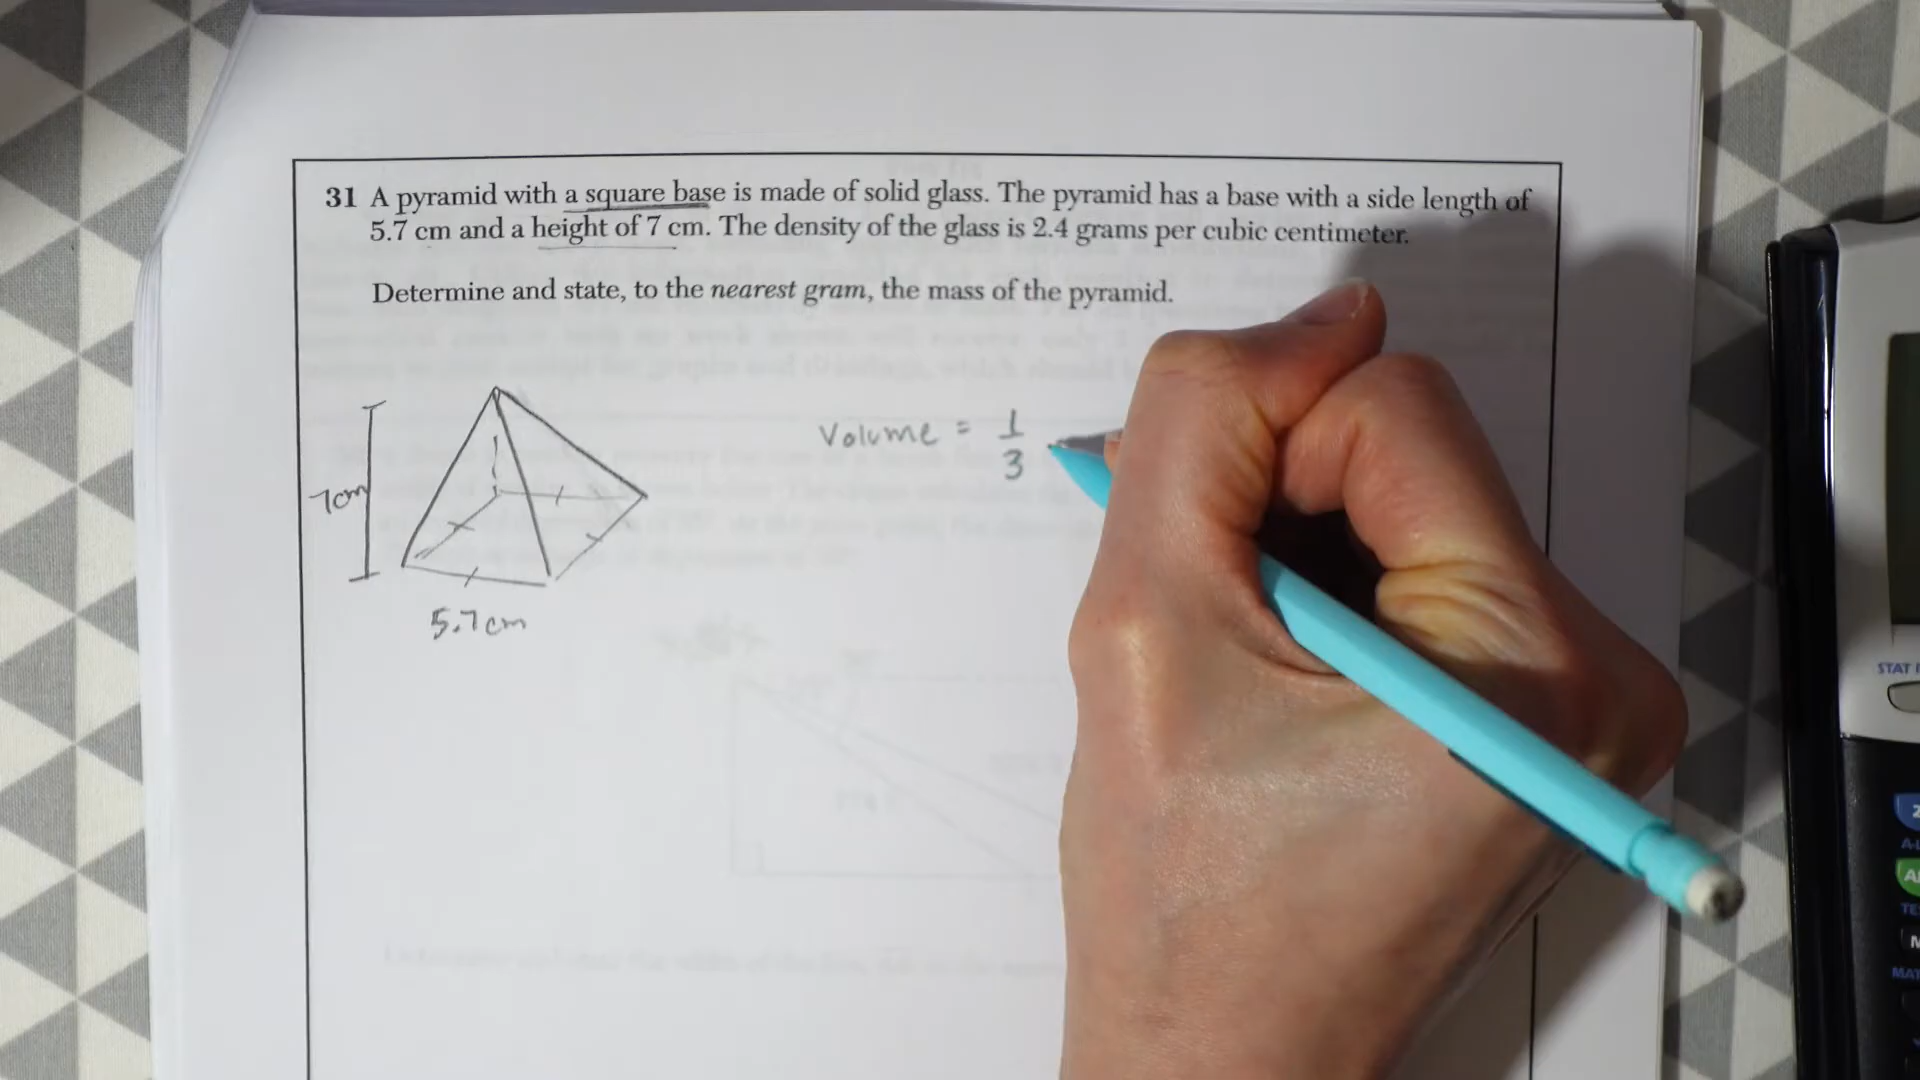 31 A pyramid with a square base is made of solid glass. The pyramid has a base with a side length of
5.7 cm and a height of 7 cm. The density of the glass is 2.4 grams per cubic centimeter.
Determine and state, to the nearest gram, the mass of the pyramid.
Volume = 1/3
7cm
5.7cm
STAT